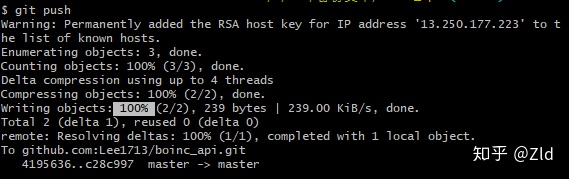 $ git push
Warning: Permanently added the RSA host key for IP address '13.250.177.223' to t
he list of known hosts.
Enumerating objects: 3, done.
Counting objects: 100% (3/3), done.
Delta compression using up to 4 threads
Compressing objects: 100% (2/2), done.
Writing objects: 100% (2/2), 239 bytes | 239.00 KiB/s, done.
Total 2 (delta 1), reused 0 (delta 0)
remote: Resolving deltas: 100% (1/1), completed with 1 local object.
To github.com:Lee1713/boinc_api.git
4195636..c28c997  master -> master
知乎 @Zld